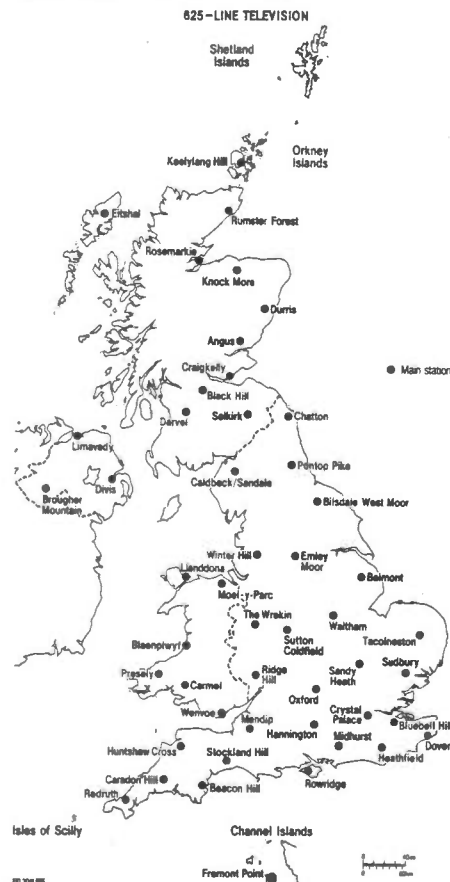 625-LINE TELEVISION
Shetland
Islands
Orkney
Islands
Keelylang Hill
Eitshal
Rumster Forest
Rosemarkie
Knock More
Durris
Angus
Craigkelly
Main station
Black Hill
Darvel
Selkirk
Chatton
Limavady
Pontop Pike
Caldbeck/Sandale
Divis
Brougher
Mountain
Bilsdale West Moor
Winter Hill
Emley
Moor
Llanddona
Belmont
Moel-y-Parc
The Wrekin
Waltham
Sutton
Coldfield
Tacolneston
Blaenplwyf
Sandy
Heath
Sudbury
Presely
Ridge
Hill
Carmel
Oxford
Crystal
Palace
Wenvoe
Mendip
Hannington
Bluebell Hill
Midhurst
Dover
Huntshaw Cross
Stockland Hill
Heathfield
Caradon Hill
Rowridge
Redruth
Beacon Hill
Isles of Scilly
Channel Islands
Fremont Point